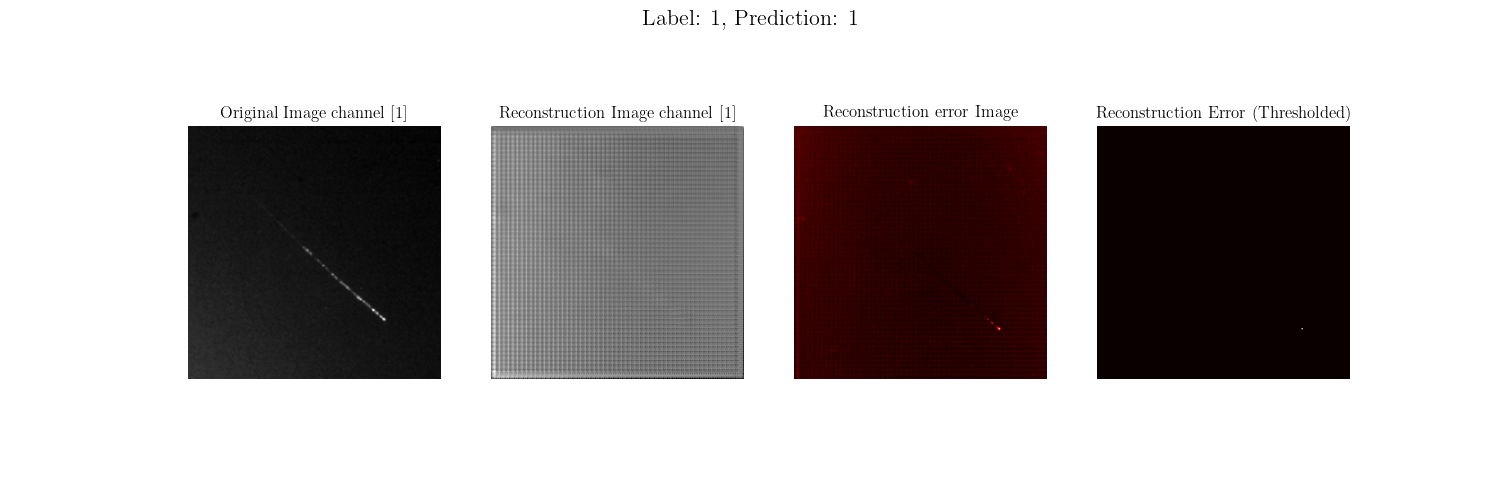 Label: 1, Prediction: 1
Original Image channel [1]
Reconstruction Image channel [1]
Reconstruction error Image
Reconstruction Error (Thresholded)